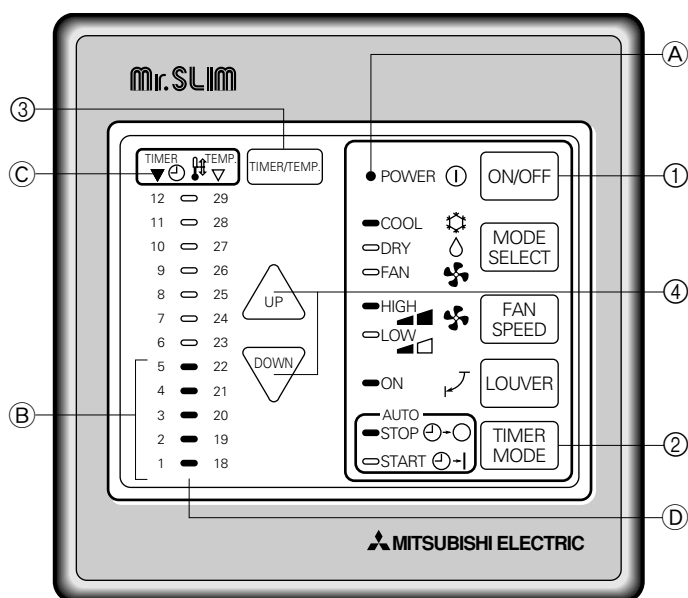 Mr.SLIM
A
3
TIMER TEMP.
TIMER/TEMP.
C
POWER ON/OFF
1
12 29
11 28
10 27
9 26
8 25
7 24
6 23
5 22
4 21
3 20
2 19
1 18
B
UP
DOWN
4
COOL
DRY
FAN
MODE
SELECT
HIGH
LOW
FAN
SPEED
ON
LOUVER
AUTO
STOP
START
TIMER
MODE
2
D
MITSUBISHI ELECTRIC